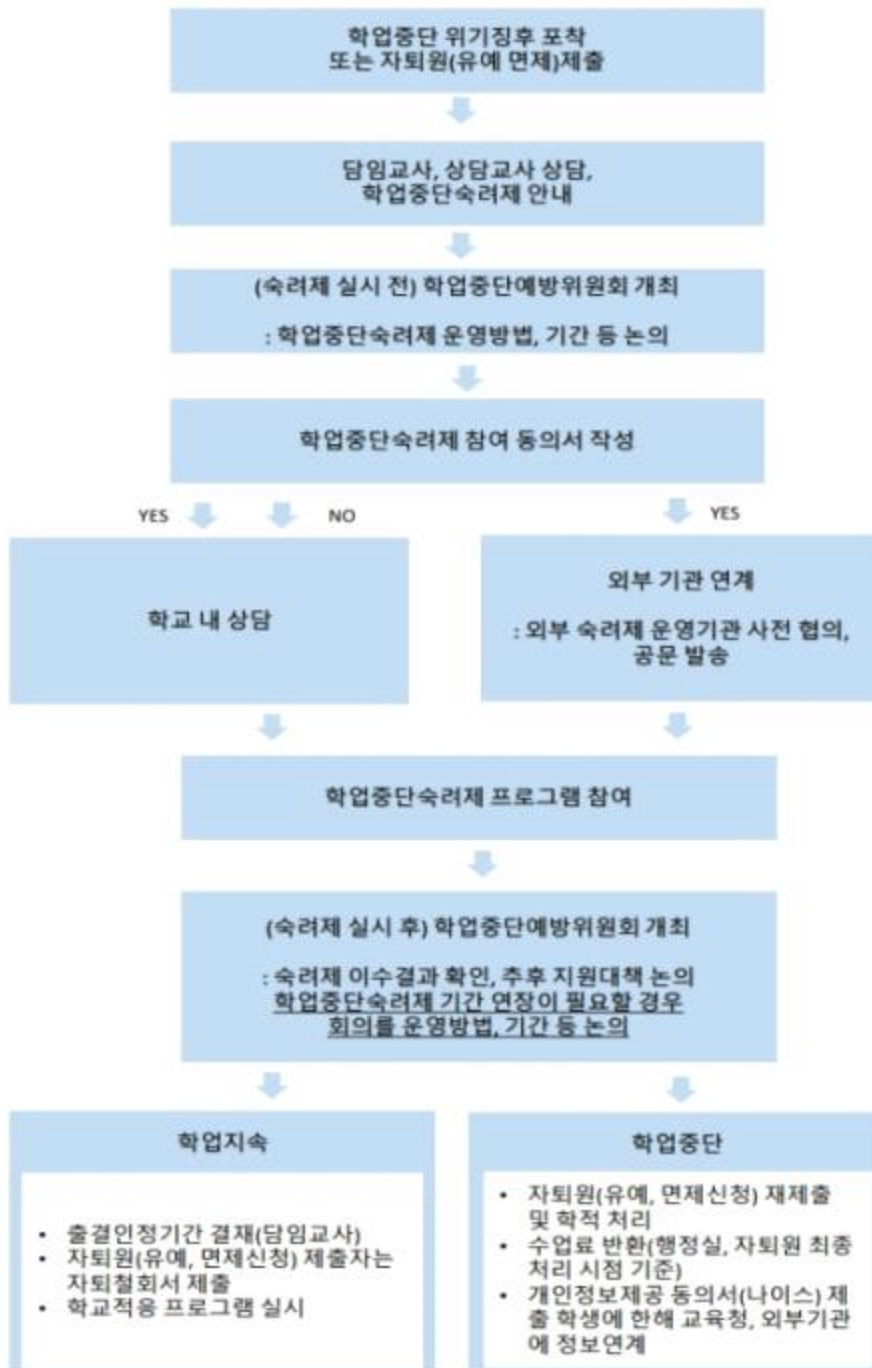 학업중단 위기징후 포착
또는 자퇴원(유예 면제)제출
담임교사, 상담교사 상담,
학업중단숙려제 안내
(숙려제 실시 전) 학업중단예방위원회 개최
: 학업중단숙려제 운영방법, 기간 등 논의
학업중단숙려제 참여 동의서 작성
YES NO YES
학교 내 상담
외부 기관 연계
: 외부 숙려제 운영기관 사전 협의,
공문 발송
학업중단숙려제 프로그램 참여
(숙려제 실시 후) 학업중단예방위원회 개최
: 숙려제 이수결과 확인, 추후 지원대책 논의
학업중단숙려제 기간 연장이 필요할 경우
회의를 운영방법, 기간 등 논의
학업지속
• 출결인정기간 결재(담임교사)
• 자퇴원(유예, 면제신청) 제출자는
자퇴철회서 제출
• 학교적응 프로그램 실시
학업중단
• 자퇴원(유예, 면제신청) 재제출
및 학적 처리
• 수업료 반환(행정실, 자퇴원 최종
처리 시점 기준)
• 개인정보제공 동의서(나이스) 제
출 학생에 한해 교육청, 외부기관
에 정보연계